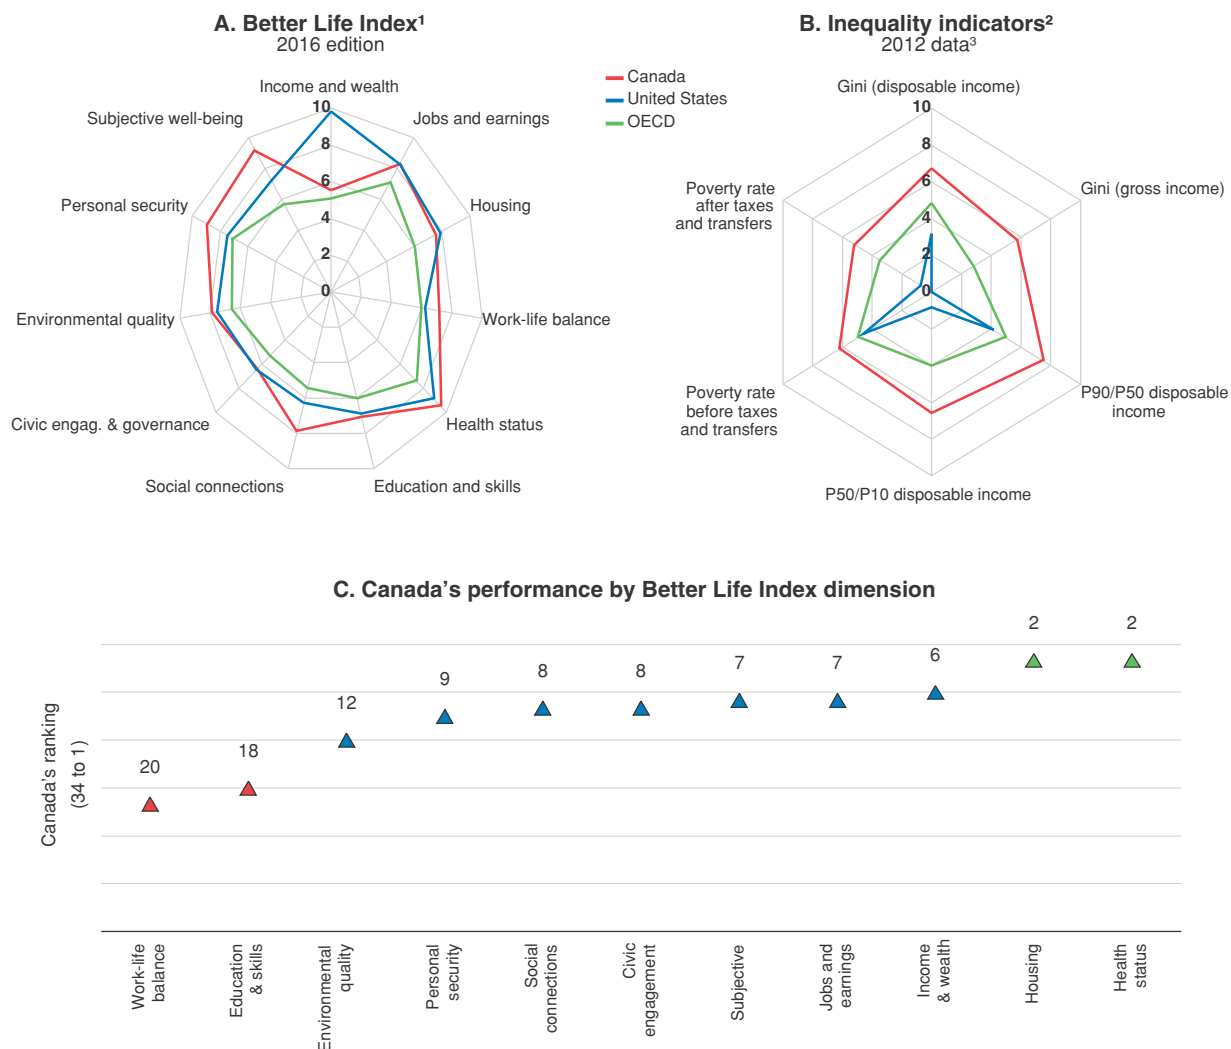 A. Better Life Index¹
2016 edition
Income and wealth
Jobs and earnings
Housing
Work-life balance
Health status
Education and skills
Social connections
Civic engag. & governance
Environmental quality
Personal security
Subjective well-being
10
8
6
4
2
0
Canada
United States
OECD
B. Inequality indicators²
2012 data³
Gini (disposable income)
Gini (gross income)
P90/P50 disposable
income
P50/P10 disposable income
Poverty rate
before taxes
and transfers
Poverty rate
after taxes
and transfers
10
8
6
4
2
0
C. Canada's performance by Better Life Index dimension
Canada's ranking
(34 to 1)
20
18
12
9
8
8
7
7
6
2
2
Work-life
balance
Education
& skills
Environmental
quality
Personal
security
Social
connections
Civic
engagement
Subjective
Jobs and
earnings
Income
& wealth
Housing
Health
status